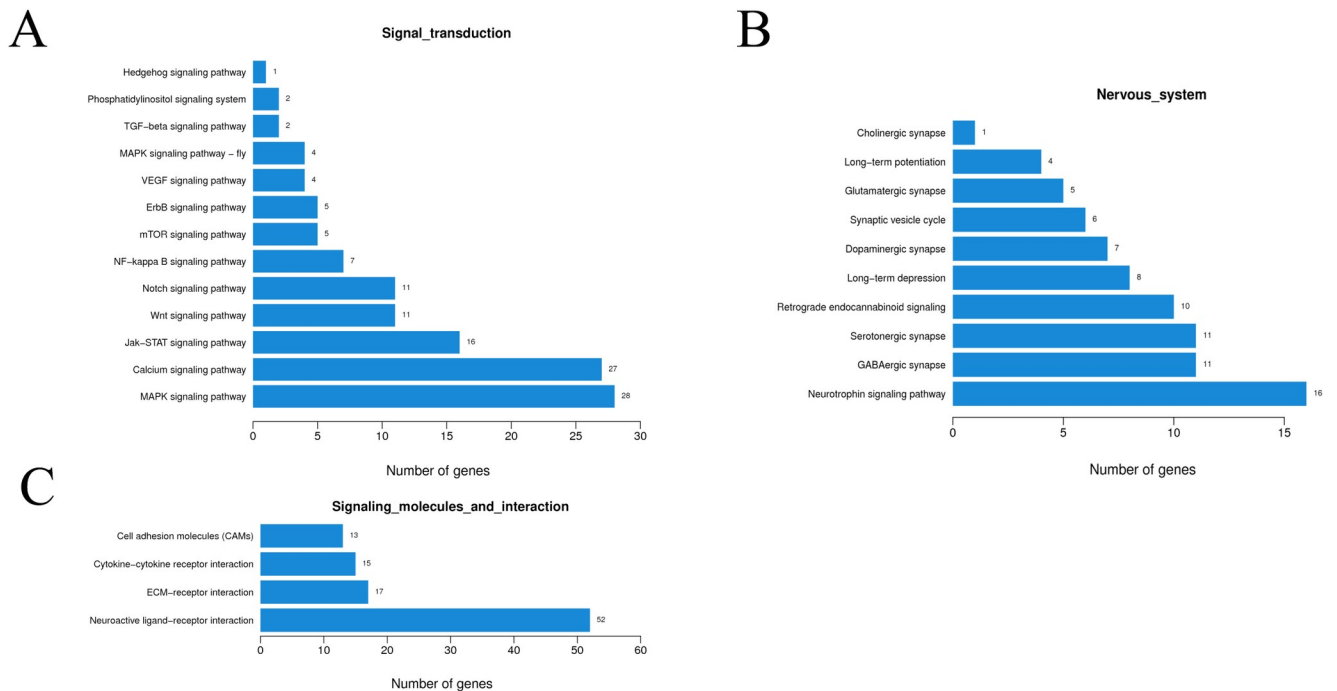 A
Signal_transduction
Hedgehog signaling pathway 1
Phosphatidylinositol signaling system 2
TGF−beta signaling pathway 2
MAPK signaling pathway − fly 4
VEGF signaling pathway 4
ErbB signaling pathway 5
mTOR signaling pathway 5
NF−kappa B signaling pathway 7
Notch signaling pathway 11
Wnt signaling pathway 11
Jak−STAT signaling pathway 16
Calcium signaling pathway 27
MAPK signaling pathway 28
0 5 10 15 20 25 30
Number of genes
B
Nervous_system
Cholinergic synapse 1
Long−term potentiation 4
Glutamatergic synapse 5
Synaptic vesicle cycle 6
Dopaminergic synapse 7
Long−term depression 8
Retrograde endocannabinoid signaling 10
Serotonergic synapse 11
GABAergic synapse 11
Neurotrophin signaling pathway 16
0 5 10 15
Number of genes
C
Signaling_molecules_and_interaction
Cell adhesion molecules (CAMs) 13
Cytokine−cytokine receptor interaction 15
ECM−receptor interaction 17
Neuroactive ligand−receptor interaction 52
0 10 20 30 40 50 60
Number of genes